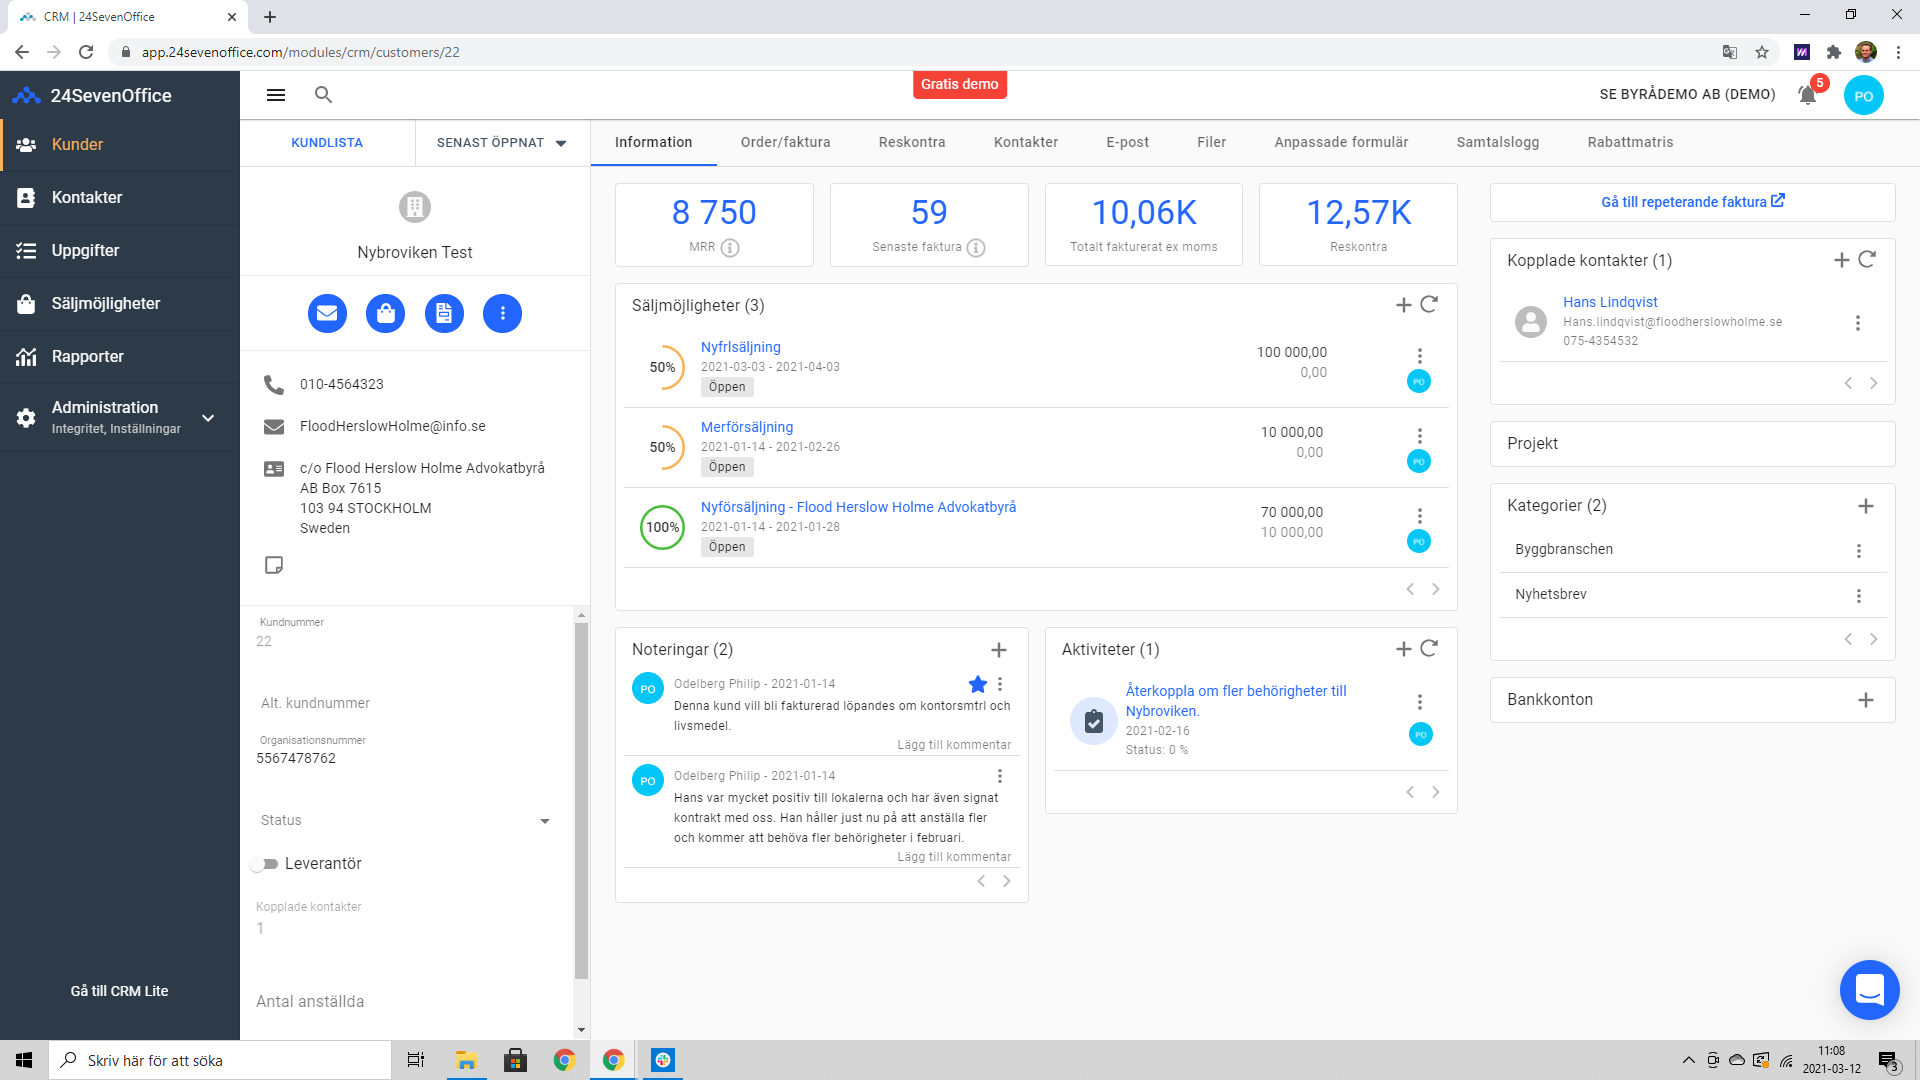 CRM | 24SevenOffice
app.24sevenoffice.com/modules/crm/customers/22
24SevenOffice
Gratis demo
SE BYRÅDEMO AB (DEMO)
5
PO
Kunder
Kontakter
Uppgifter
Säljmöjligheter
Rapporter
Administration
Integritet, Inställningar
Gå till CRM Lite
KUNDLISTA
SENAST ÖPPNAT
Information
Order/faktura
Reskontra
Kontakter
E-post
Filer
Anpassade formulär
Samtalslogg
Rabattmatris
Nybroviken Test
010-4564323
FloodHerslowHolme@info.se
c/o Flood Herslow Holme Advokatbyrå
AB Box 7615
103 94 STOCKHOLM
Sweden
Kundnummer
22
Alt. kundnummer
Organisationsnummer
5567478762
Status
Leverantör
Kopplade kontakter
1
Antal anställda
8 750
MRR
59
Senaste faktura
10,06K
Totalt fakturerat ex moms
12,57K
Reskontra
Säljmöjligheter (3)
50%
Nyfrlsäljning
2021-03-03 - 2021-04-03
Öppen
100 000,00
0,00
PO
50%
Merförsäljning
2021-01-14 - 2021-02-26
Öppen
10 000,00
0,00
PO
100%
Nyförsäljning - Flood Herslow Holme Advokatbyrå
2021-01-14 - 2021-01-28
Öppen
70 000,00
10 000,00
PO
Noteringar (2)
PO
Odelberg Philip - 2021-01-14
Denna kund vill bli fakturerad löpandes om kontorsmtrl och
livsmedel.
Lägg till kommentar
PO
Odelberg Philip - 2021-01-14
Hans var mycket positiv till lokalerna och har även signat
kontrakt med oss. Han håller just nu på att anställa fler
och kommer att behöva fler behörigheter i februari.
Lägg till kommentar
Aktiviteter (1)
Återkoppla om fler behörigheter till
Nybroviken.
2021-02-16
Status: 0 %
PO
Gå till repeterande faktura
Kopplade kontakter (1)
Hans Lindqvist
Hans.lindqvist@floodherslowholme.se
075-4354532
Projekt
Kategorier (2)
Byggbranschen
Nyhetsbrev
Bankkonton
Skriv här för att söka
11:08
2021-03-12
3